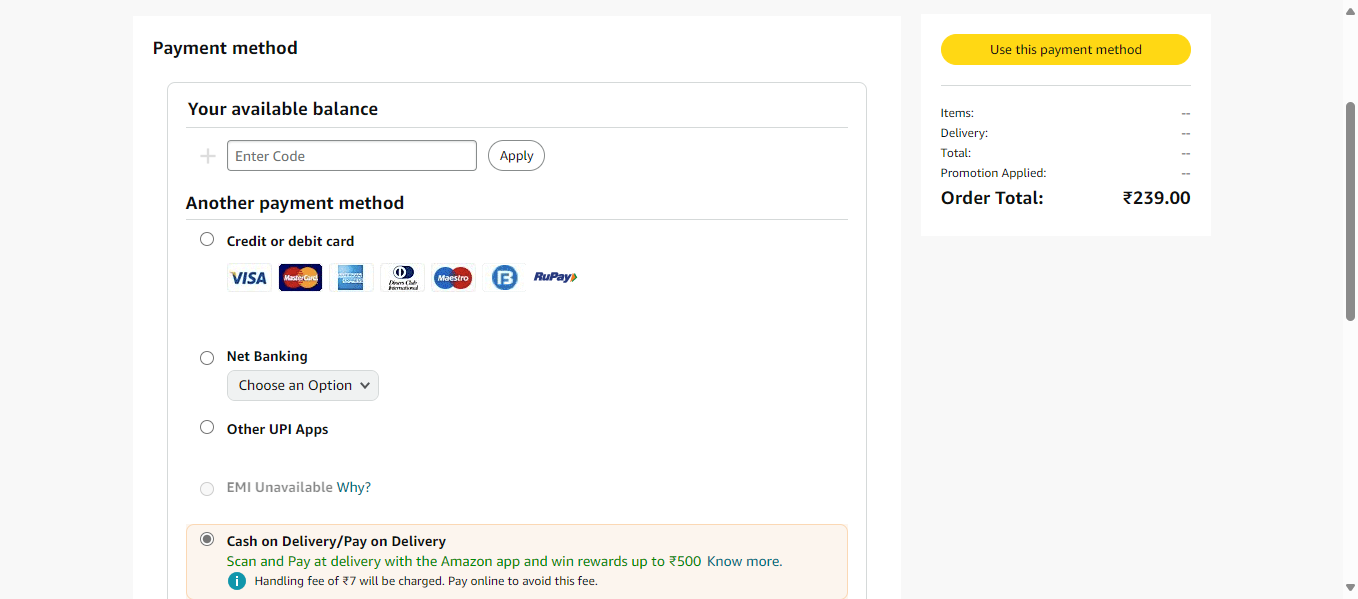 Payment method
Your available balance
Enter Code
Apply
Another payment method
Credit or debit card
VISA MasterCard AMERICAN EXPRESS Diners Club International Maestro B RuPay
Net Banking
Choose an Option
Other UPI Apps
EMI Unavailable Why?
Cash on Delivery/Pay on Delivery
Scan and Pay at delivery with the Amazon app and win rewards up to ₹500 Know more.
i Handling fee of ₹7 will be charged. Pay online to avoid this fee.
Use this payment method
Items: --
Delivery: --
Total: --
Promotion Applied: --
Order Total: ₹239.00